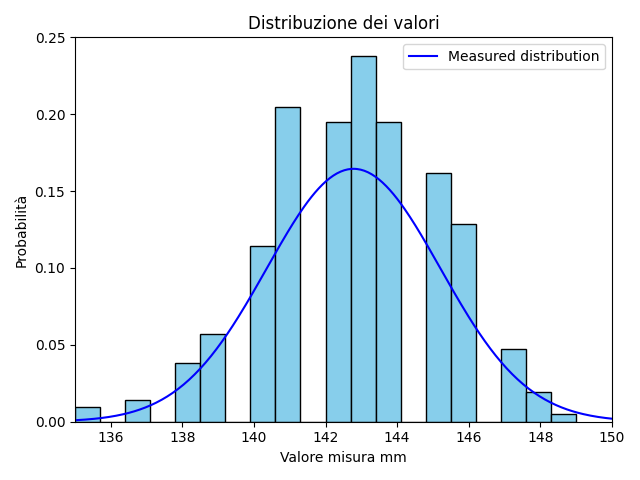 Distribuzione dei valori
Measured distribution
0.25
0.20
0.15
0.10
0.05
0.00
Probabilità
136 138 140 142 144 146 148 150
Valore misura mm